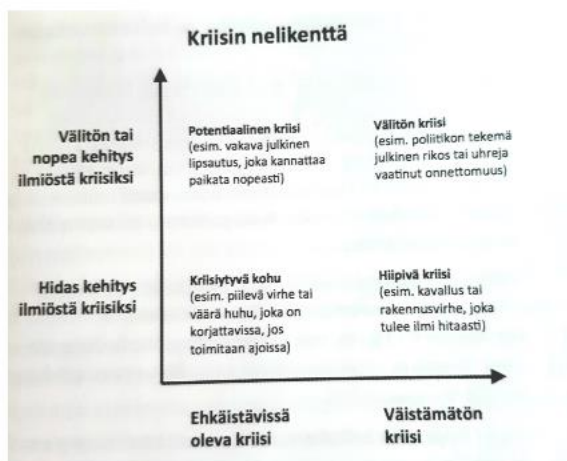 Kriisin nelikenttä
Välitön tai
nopea kehitys
ilmiöstä kriisiksi
Potentiaalinen kriisi
(esim. vakava julkinen
lipsautus, joka kannattaa
paikata nopeasti)
Välitön kriisi
(esim. poliitikon tekemä
julkinen rikos tai uhreja
vaatinut onnettomuus)
Hidas kehitys
ilmiöstä kriisiksi
Kriisiytyvä kohu
(esim. piilevä virhe tai
väärä huhu, joka on
korjattavissa, jos
toimitaan ajoissa)
Hiipivä kriisi
(esim. kavallus tai
rakennusvirhe, joka
tulee ilmi hitaasti)
Ehkäistävissä
oleva kriisi
Väistämätön
kriisi